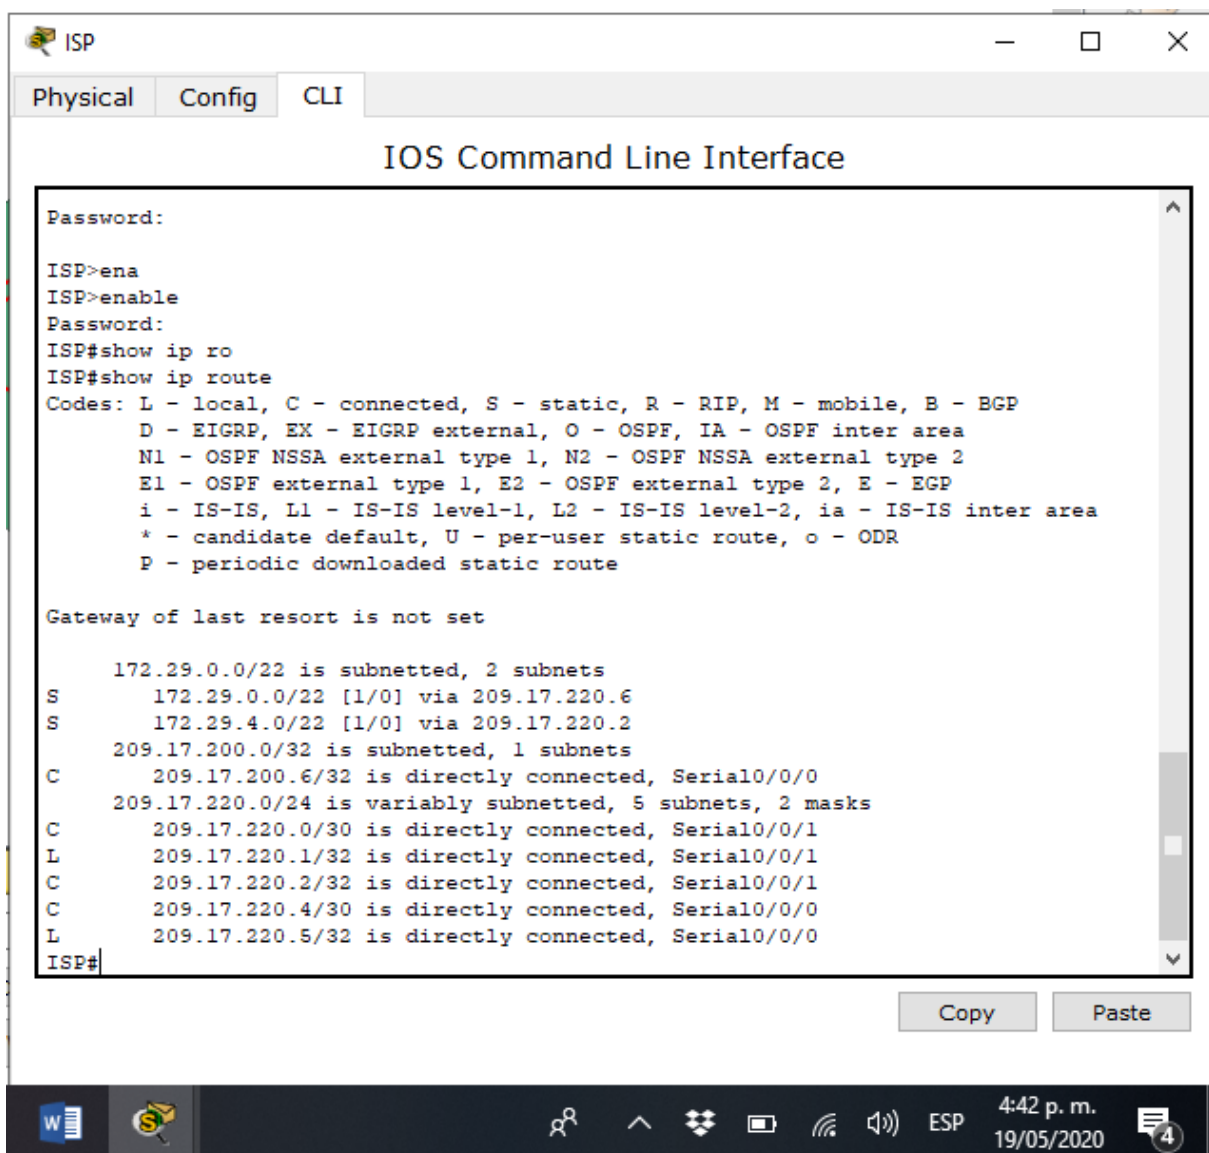 ISP
Physical Config CLI
IOS Command Line Interface
Password:
ISP>ena
ISP>enable
Password:
ISP#show ip ro
ISP#show ip route
Codes: L - local, C - connected, S - static, R - RIP, M - mobile, B - BGP
D - EIGRP, EX - EIGRP external, O - OSPF, IA - OSPF inter area
N1 - OSPF NSSA external type 1, N2 - OSPF NSSA external type 2
E1 - OSPF external type 1, E2 - OSPF external type 2, E - EGP
i - IS-IS, L1 - IS-IS level-1, L2 - IS-IS level-2, ia - IS-IS inter area
* - candidate default, U - per-user static route, o - ODR
P - periodic downloaded static route
Gateway of last resort is not set
172.29.0.0/22 is subnetted, 2 subnets
S 172.29.0.0/22 [1/0] via 209.17.220.6
S 172.29.4.0/22 [1/0] via 209.17.220.2
209.17.200.0/32 is subnetted, 1 subnets
C 209.17.200.6/32 is directly connected, Serial0/0/0
209.17.220.0/24 is variably subnetted, 5 subnets, 2 masks
C 209.17.220.0/30 is directly connected, Serial0/0/1
L 209.17.220.1/32 is directly connected, Serial0/0/1
C 209.17.220.2/32 is directly connected, Serial0/0/1
C 209.17.220.4/30 is directly connected, Serial0/0/0
L 209.17.220.5/32 is directly connected, Serial0/0/0
ISP#
Copy Paste
W ESP 4:42 p. m.
19/05/2020 4